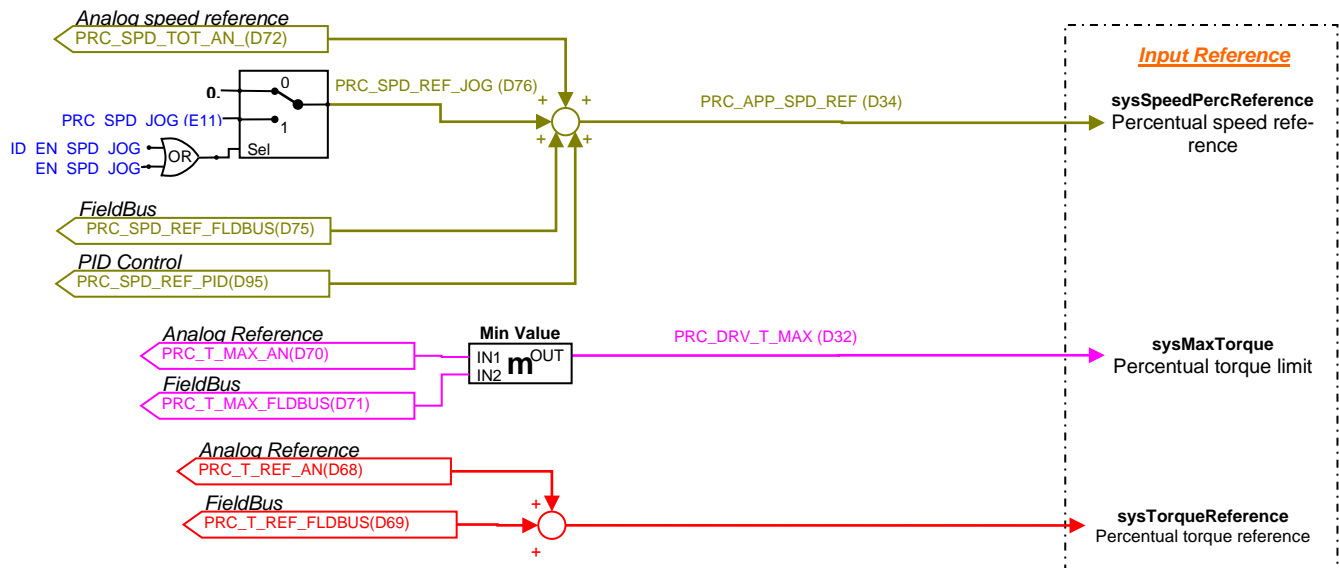 Analog speed reference
PRC_SPD_TOT_AN_(D72)
Input Reference
0.
0
PRC_SPD_REF_JOG (D76)
+
+
PRC_APP_SPD_REF (D34)
sysSpeedPercReference
Percentual speed refe-
rence
PRC_SPD_JOG (E11)
1
+
+
ID EN SPD JOG
EN SPD JOG
OR
Sel
FieldBus
PRC_SPD_REF_FLDBUS(D75)
PID Control
PRC_SPD_REF_PID(D95)
Analog Reference
PRC_T_MAX_AN(D70)
Min Value
IN1
IN2
m
OUT
PRC_DRV_T_MAX (D32)
sysMaxTorque
Percentual torque limit
FieldBus
PRC_T_MAX_FLDBUS(D71)
Analog Reference
PRC_T_REF_AN(D68)
FieldBus
PRC_T_REF_FLDBUS(D69)
+
+
sysTorqueReference
Percentual torque reference